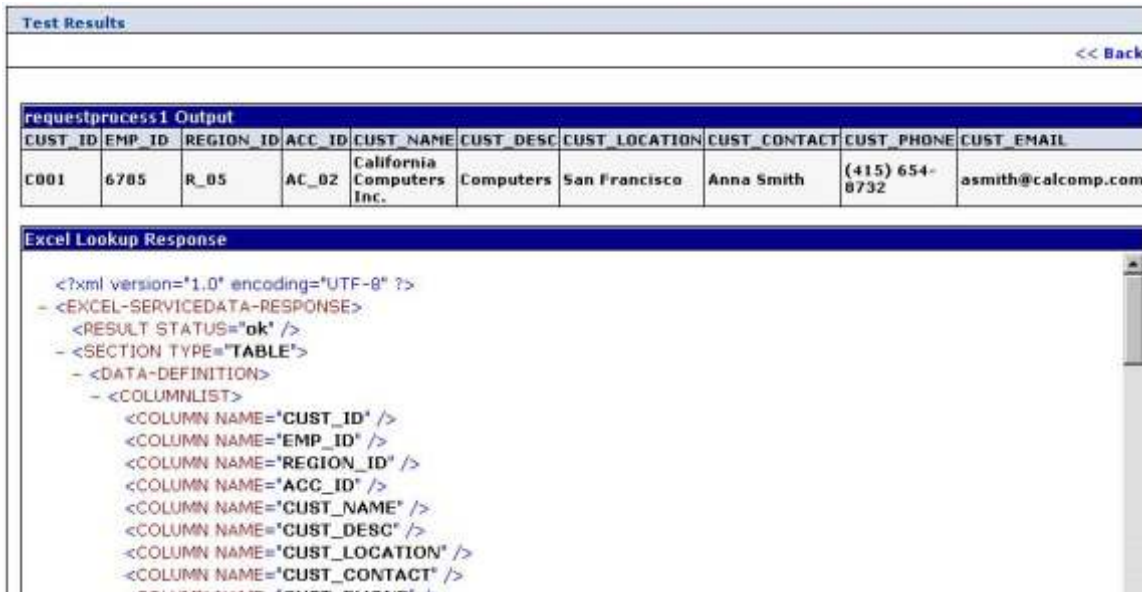 Test Results
<< Back
requestprocess1 Output
CUST_ID EMP_ID REGION_ID ACC_ID CUST_NAME CUST_DESC CUST_LOCATION CUST_CONTACT CUST_PHONE CUST_EMAIL
C001 6785 R_05 AC_02 California Computers Inc. Computers San Francisco Anna Smith (415) 654-8732 asmith@calcomp.com
Excel Lookup Response
<?xml version="1.0" encoding="UTF-8" ?>
- <EXCEL-SERVICEDATA-RESPONSE>
<RESULT STATUS="ok" />
- <SECTION TYPE="TABLE">
- <DATA-DEFINITION>
- <COLUMNLIST>
<COLUMN NAME="CUST_ID" />
<COLUMN NAME="EMP_ID" />
<COLUMN NAME="REGION_ID" />
<COLUMN NAME="ACC_ID" />
<COLUMN NAME="CUST_NAME" />
<COLUMN NAME="CUST_DESC" />
<COLUMN NAME="CUST_LOCATION" />
<COLUMN NAME="CUST_CONTACT" />